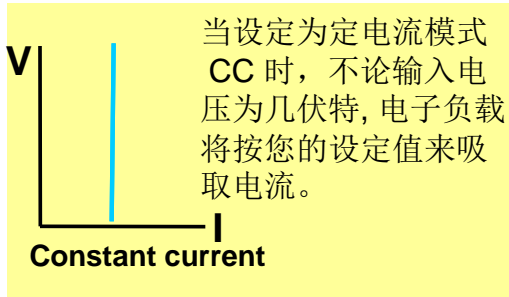 当设定为定电流模式
CC 时，不论输入电
压为几伏特, 电子负载
将按您的设定值来吸
取电流。
V
I
Constant current